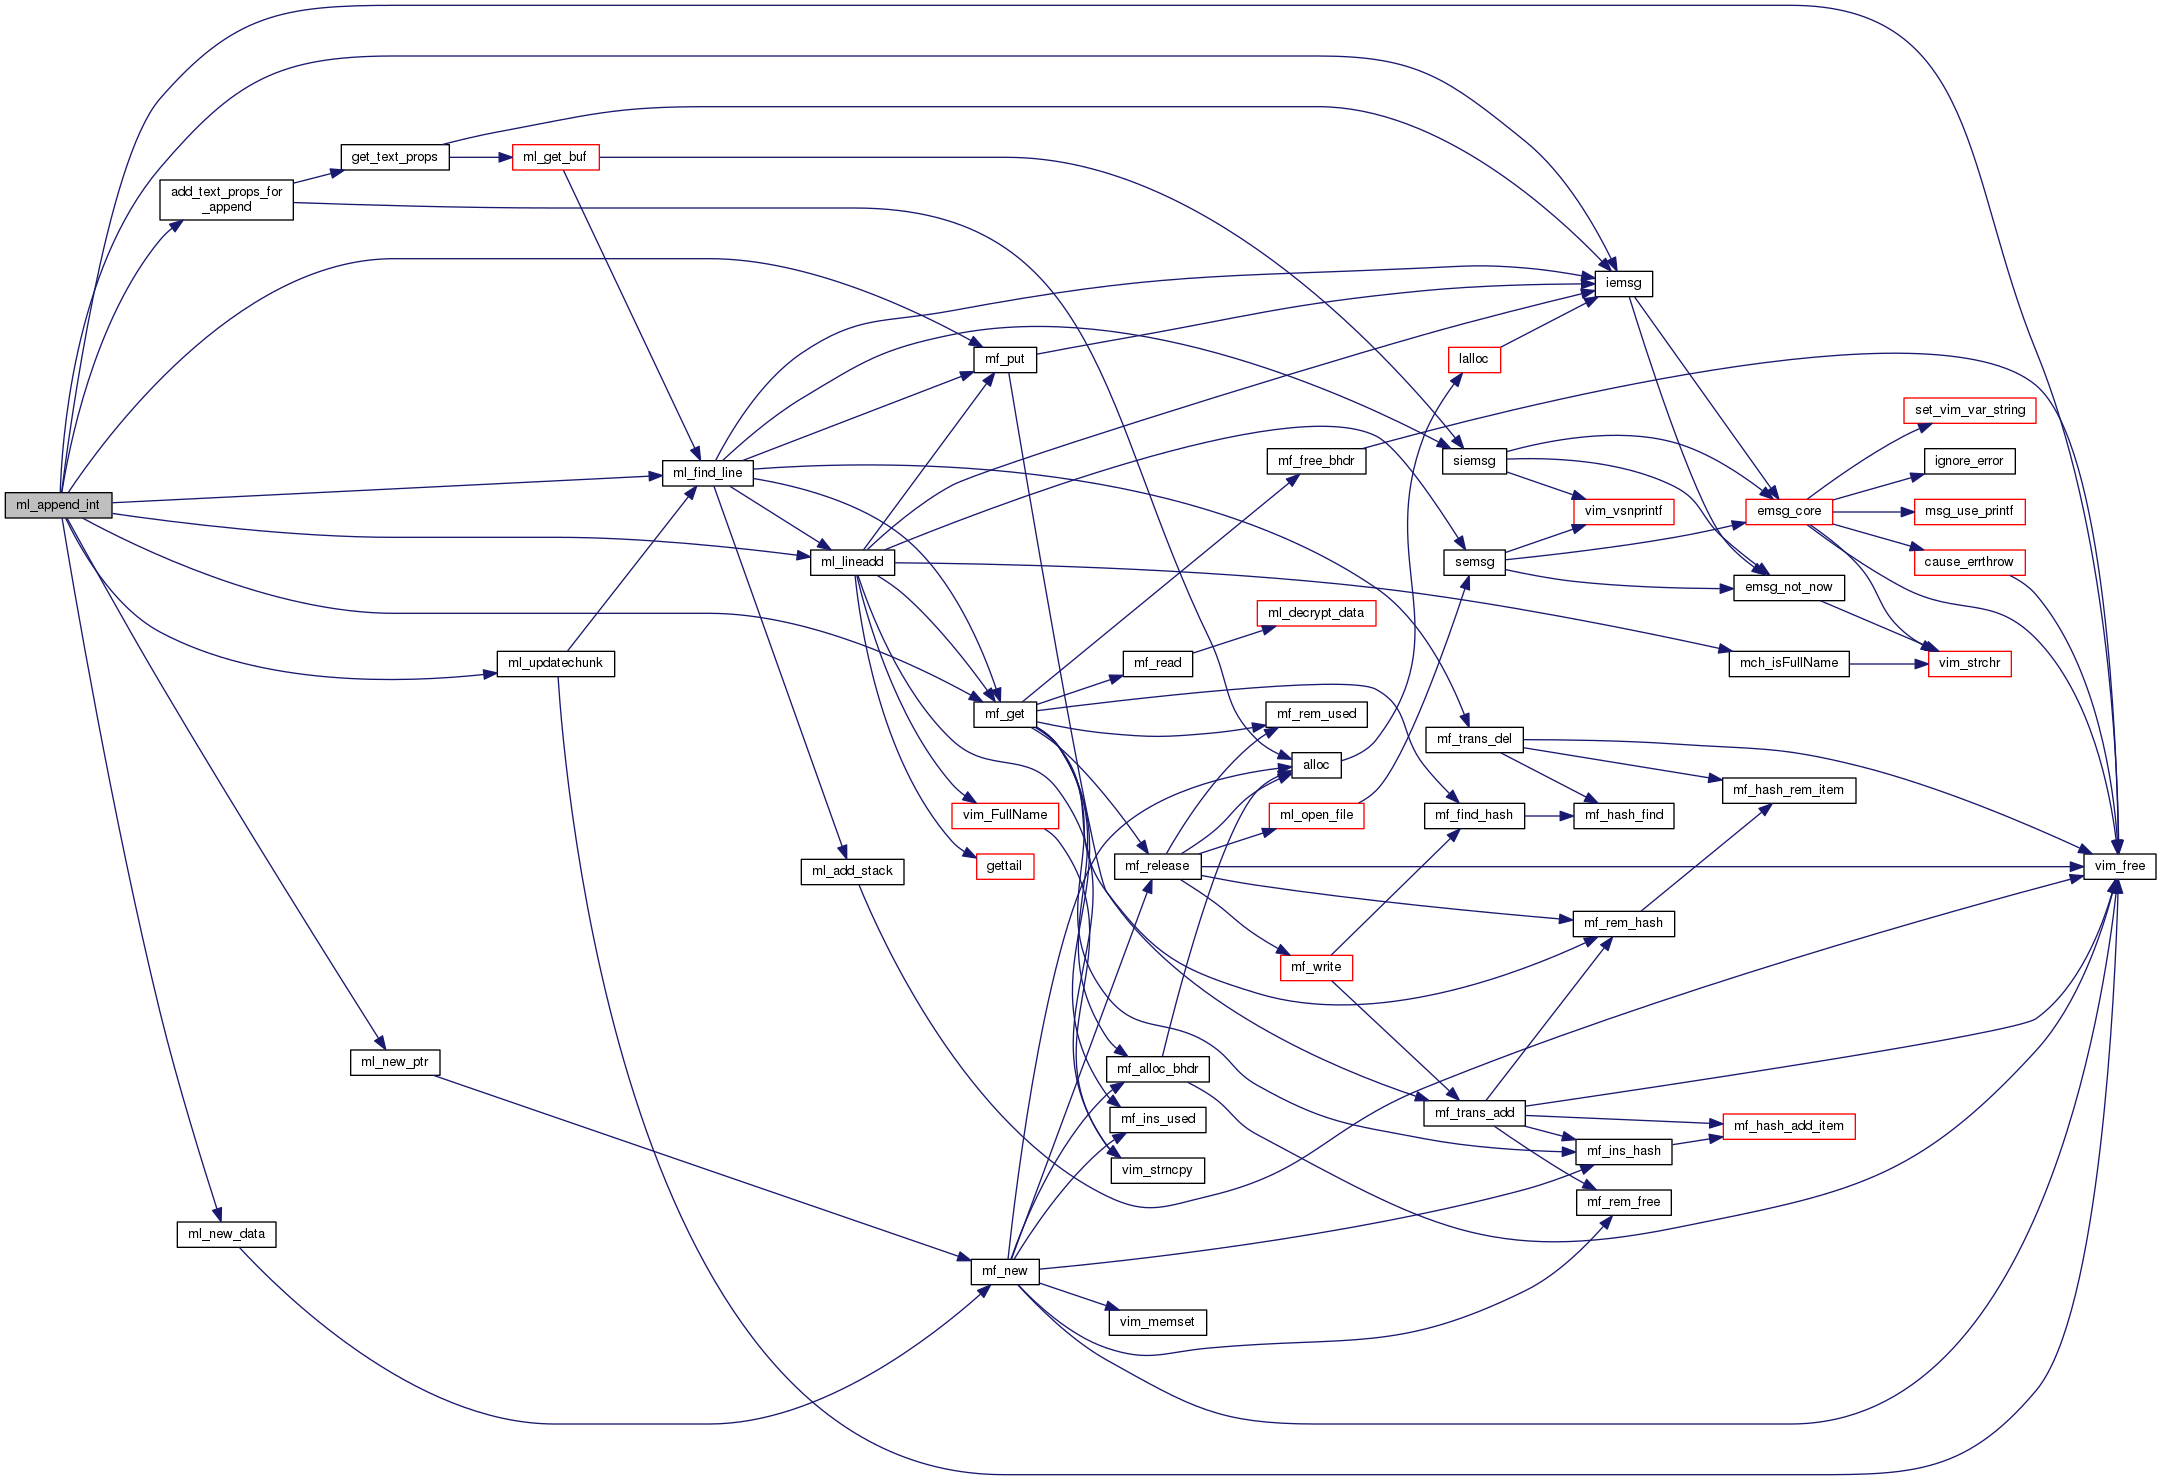 ml_append_int
add_text_props_for
_append
get_text_props
ml_get_buf
ml_updatechunk
ml_new_ptr
ml_new_data
ml_find_line
ml_lineadd
ml_add_stack
mf_put
mf_get
vim_FullName
gettail
mf_new
mf_free_bhdr
ml_decrypt_data
mf_read
mf_rem_used
alloc
ml_open_file
mf_release
mf_write
mf_alloc_bhdr
mf_ins_used
vim_strncpy
vim_memset
lalloc
siemsg
semsg
mf_trans_del
mf_find_hash
mf_trans_add
iemsg
vim_vsnprintf
mf_hash_find
mf_rem_hash
mf_ins_hash
mf_rem_free
emsg_core
emsg_not_now
mch_isFullName
mf_hash_rem_item
mf_hash_add_item
set_vim_var_string
ignore_error
msg_use_printf
cause_errthrow
vim_strchr
vim_free